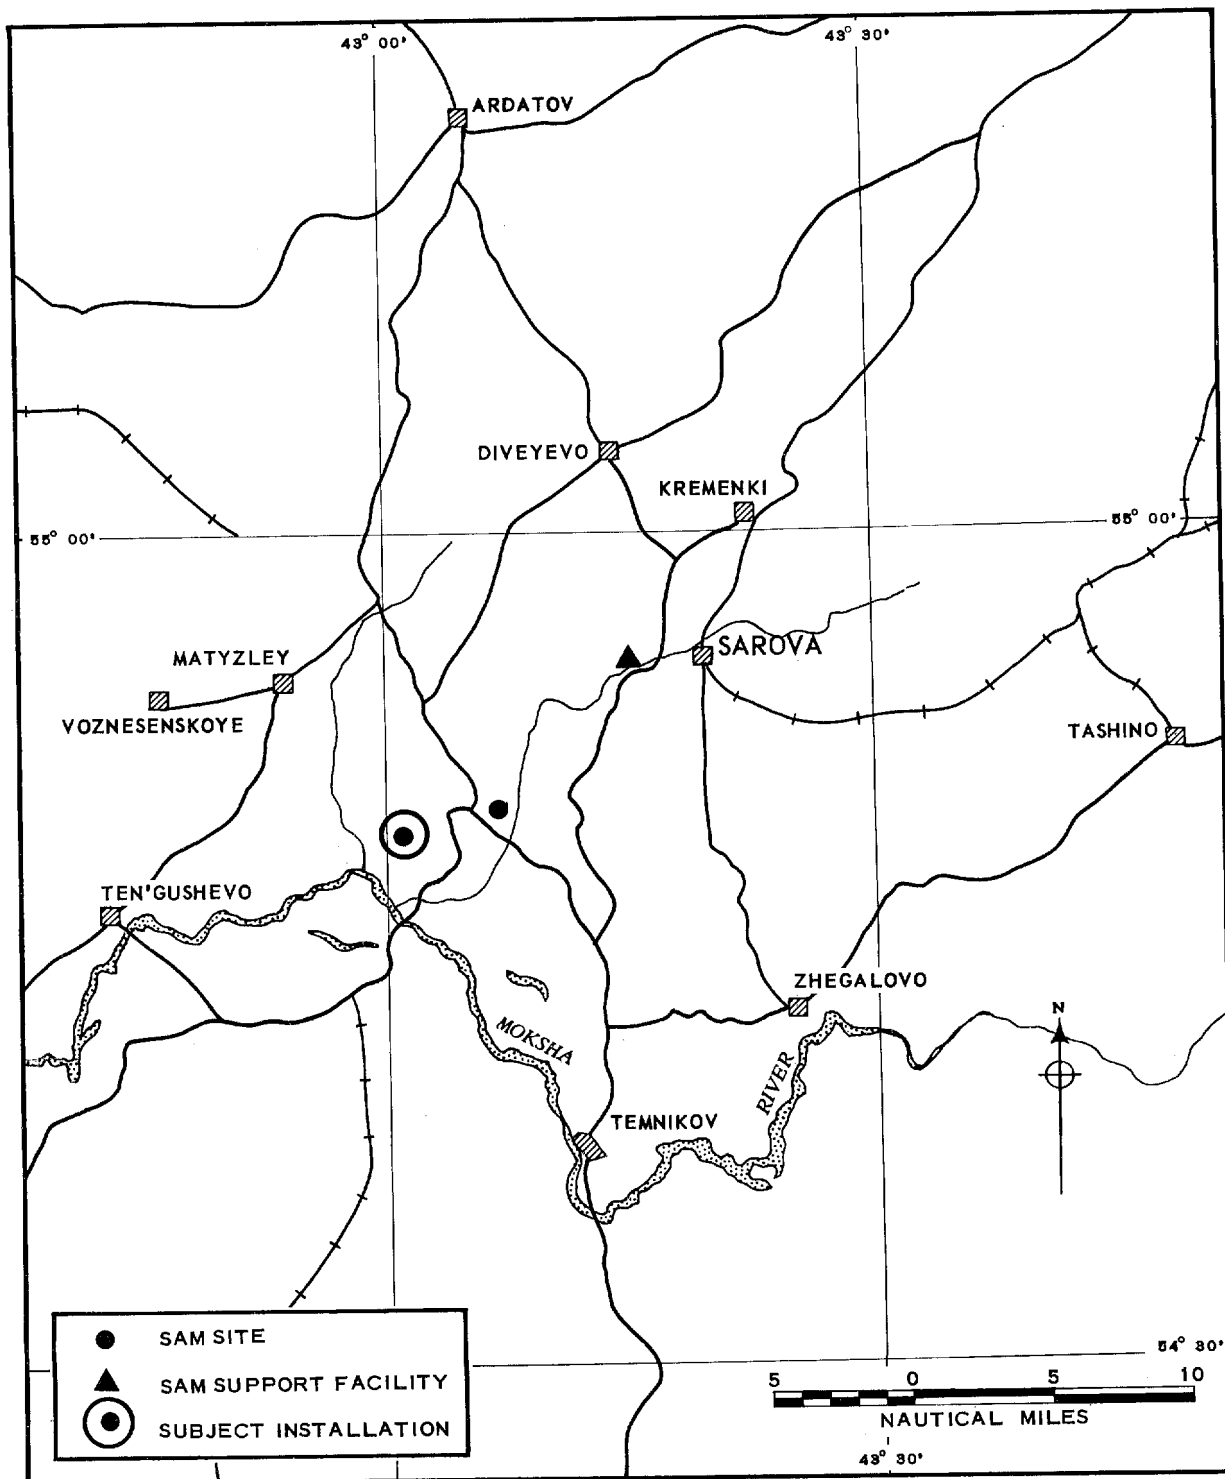 43° 00'
43° 30'
ARDATOV
DIVEYEVO
KREMENKI
55° 00'
55° 00'
MATYZLEY
SAROVA
VOZNESENSKOYE
TASHINO
TEN'GUSHEVO
ZHEGALOVO
N
MOKSHA
RIVER
TEMNIKOV
SAM SITE
SAM SUPPORT FACILITY
SUBJECT INSTALLATION
54° 30'
5 0 5 10
NAUTICAL MILES
43° 30'